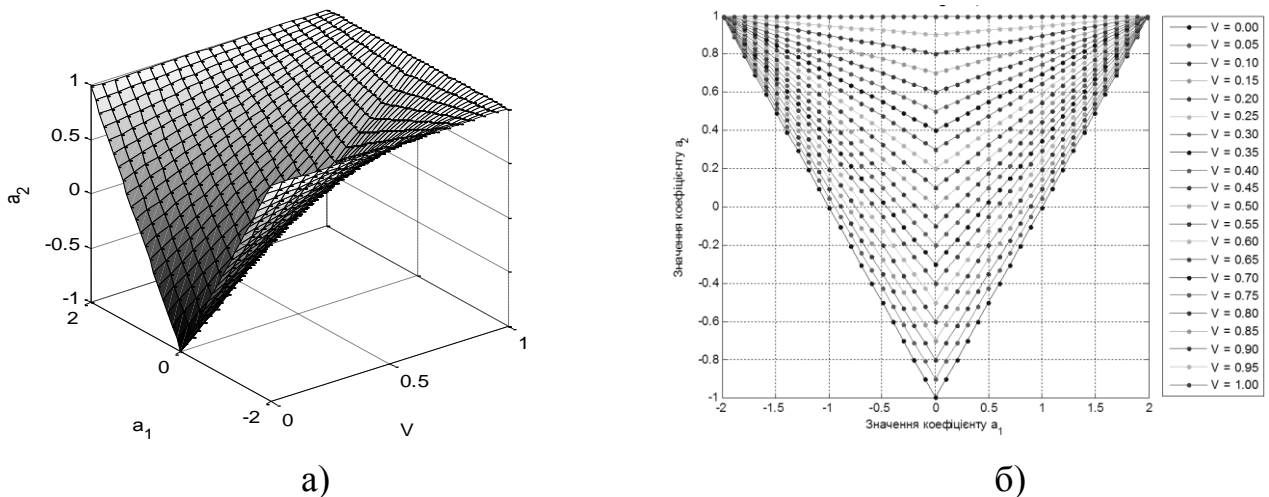 1
0.5
0
-0.5
-1
a2
2
0
-2
a1
0
0.5
1
V
а)
1
0.8
0.6
0.4
0.2
0
-0.2
-0.4
-0.6
-0.8
-1
Значення коефіцієнту a2
-2
-1.5
-1
-0.5
0
0.5
1
1.5
2
Значення коефіцієнту a1
V = 0.00
V = 0.05
V = 0.10
V = 0.15
V = 0.20
V = 0.25
V = 0.30
V = 0.35
V = 0.40
V = 0.45
V = 0.50
V = 0.55
V = 0.60
V = 0.65
V = 0.70
V = 0.75
V = 0.80
V = 0.85
V = 0.90
V = 0.95
V = 1.00
б)